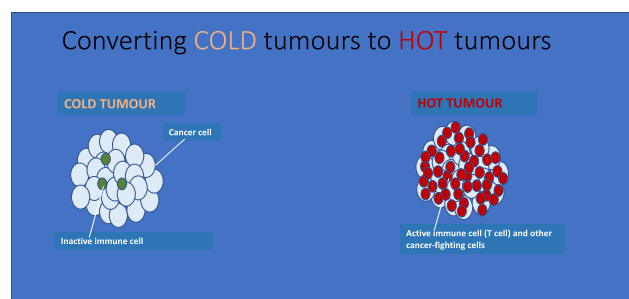 Converting COLD tumours to HOT tumours
COLD TUMOUR
Cancer cell
Inactive immune cell
HOT TUMOUR
Active immune cell (T cell) and other
cancer-fighting cells